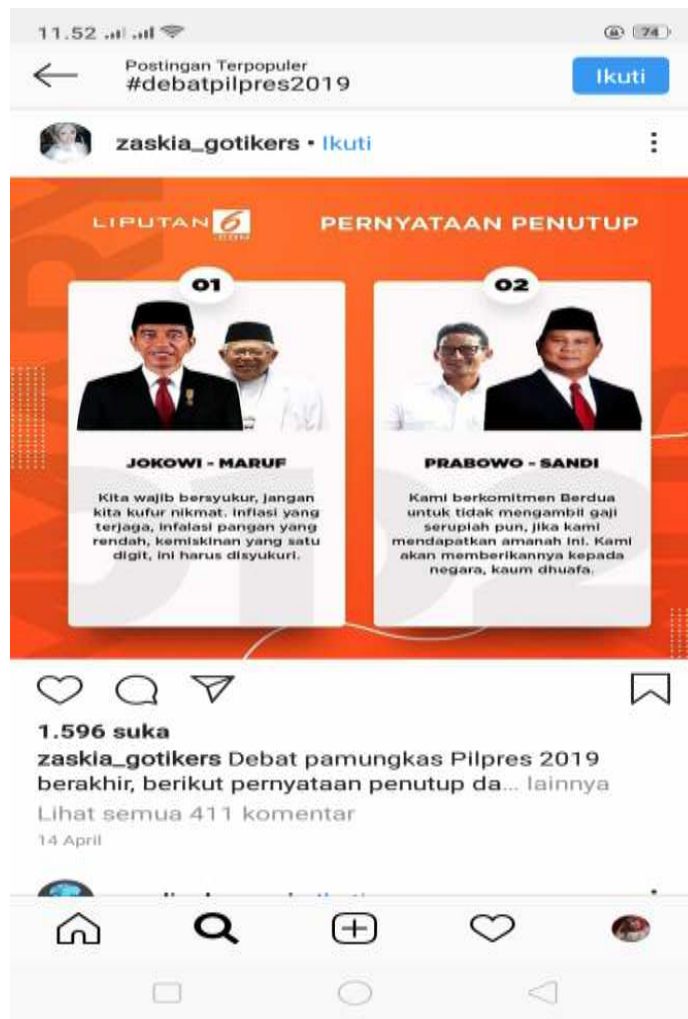 11.52
74
Postingan Terpopuler
#debatpilpres2019
Ikuti
zaskia_gotikers • Ikuti
LIPUTAN 6
.COM
PERNYATAAN PENUTUP
01
JOKOWI - MARUF
Kita wajib bersyukur, jangan
kita kufur nikmat. inflasi yang
terjaga, infalasi pangan yang
rendah, kemiskinan yang satu
digit, ini harus disyukuri.
02
PRABOWO - SANDI
Kami berkomitmen Berdua
untuk tidak mengambil gaji
serupiah pun, jika kami
mendapatkan amanah ini. Kami
akan memberikannya kepada
negara, kaum dhuafa.
1.596 suka
zaskia_gotikers Debat pamungkas Pilpres 2019
berakhir, berikut pernyataan penutup da... lainnya
Lihat semua 411 komentar
14 April